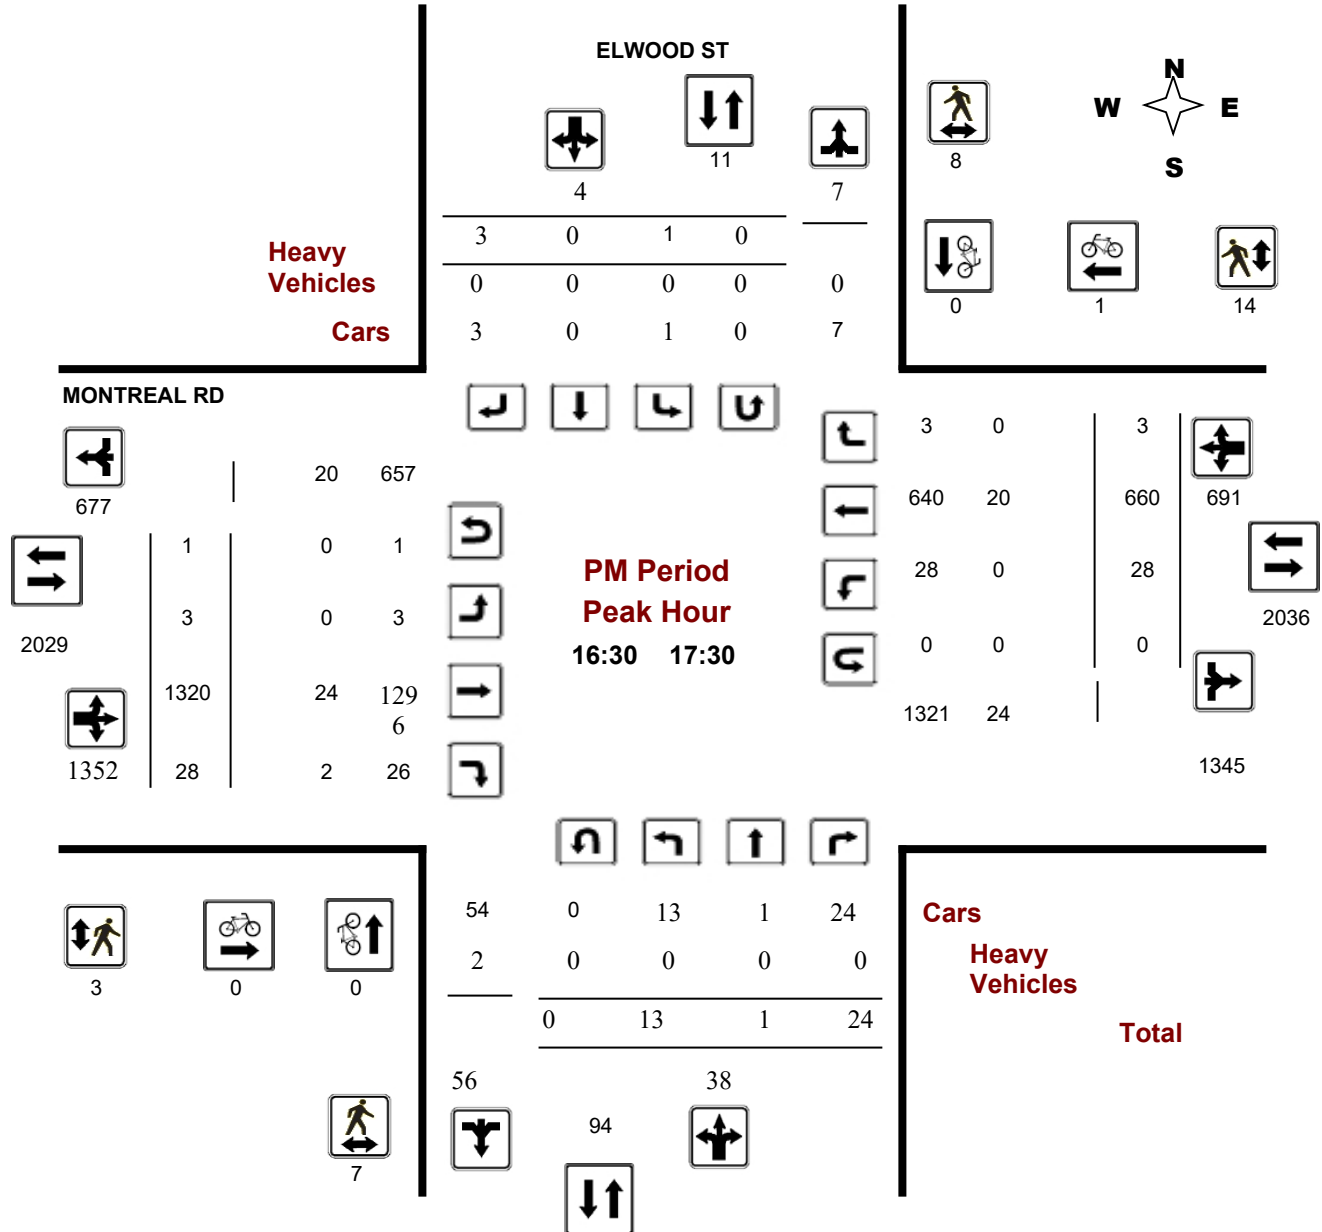 ELWOOD ST
N
W E
S
11
8
4 7
3 0 1 0
Heavy
Vehicles
0 0 0 0 0
0 1 14
Cars 3 0 1 0 7
MONTREAL RD
3 0 3
20 657
677
640 20 660 691
1 0 1
PM Period
28 0 28
Peak Hour
3 0 3
2036
2029
16:30 17:30
0 0 0
1320 24 129
6
1321 24
1352 28 2 26
1345
54 0 13 1 24 Cars
2 0 0 0 0
Heavy
Vehicles
3 0 0
0 13 1 24
Total
56 38
94
7